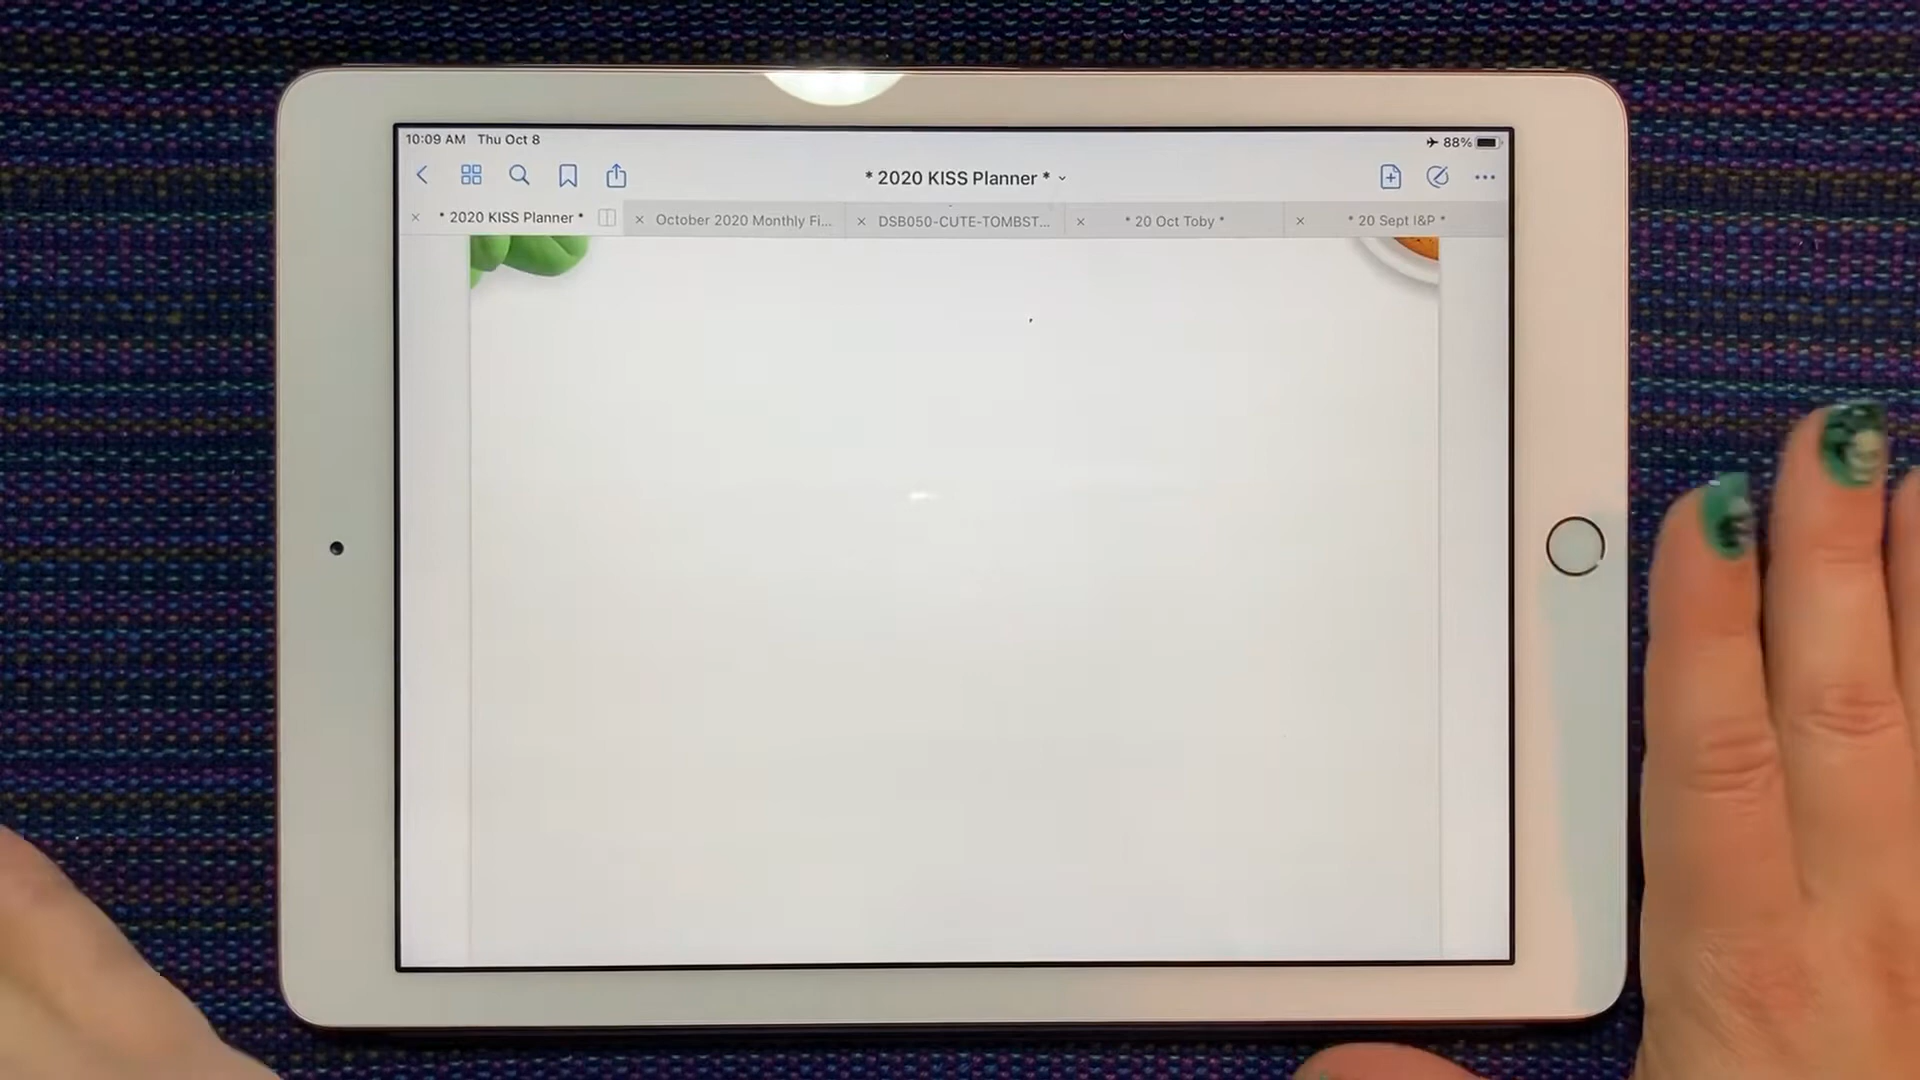 10:09 AM Thu Oct 8
88%
* 2020 KISS Planner *
* 2020 KISS Planner *
October 2020 Monthly Fi...
DSB050-CUTE-TOMBST...
* 20 Oct Toby *
* 20 Sept I&P *